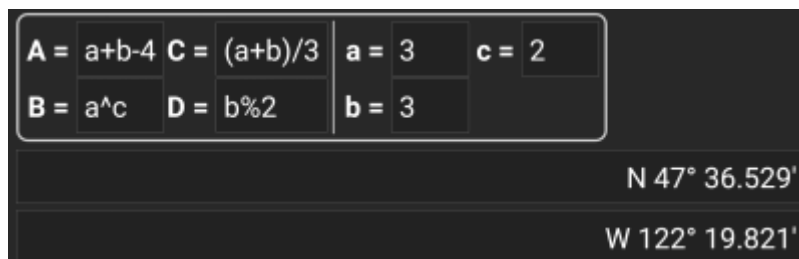 A = a+b-4 C = (a+b)/3 a = 3 c = 2
B = a^c D = b%2 b = 3
N 47° 36.529'
W 122° 19.821'